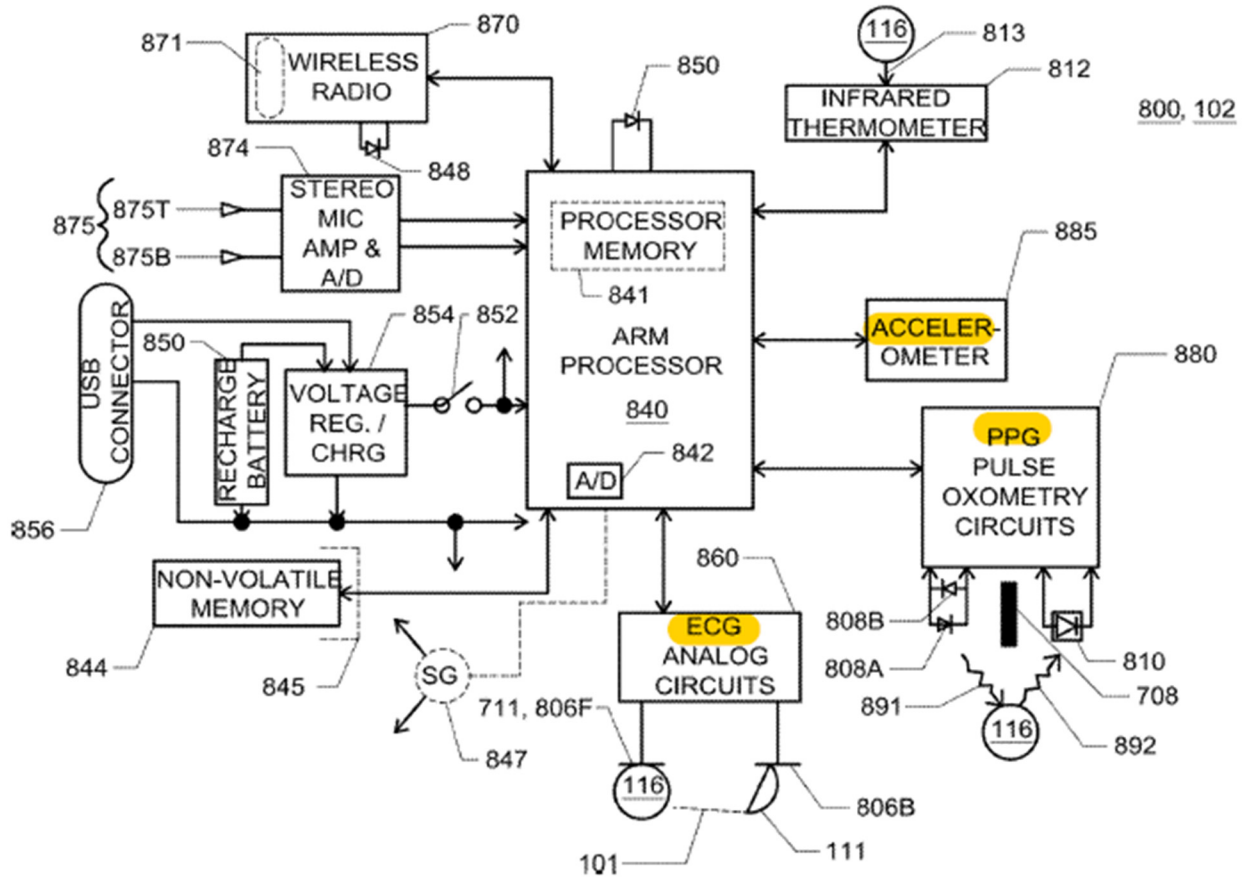 870
871
WIRELESS
RADIO
116
813
850
812
INFRARED
THERMOMETER
800, 102
874
848
STEREO
MIC
AMP &
A/D
875
875T
875B
PROCESSOR
MEMORY
841
885
ACCELER-
OMETER
USB
CONNECTOR
856
850
RECHARGE
BATTERY
854
852
VOLTAGE
REG. /
CHRG
ARM
PROCESSOR
840
A/D
842
880
PPG
PULSE
OXOMETRY
CIRCUITS
NON-VOLATILE
MEMORY
844
845
SG
847
860
ECG
ANALOG
CIRCUITS
711, 806F
116
101
111
806B
808B
808A
810
708
891
116
892